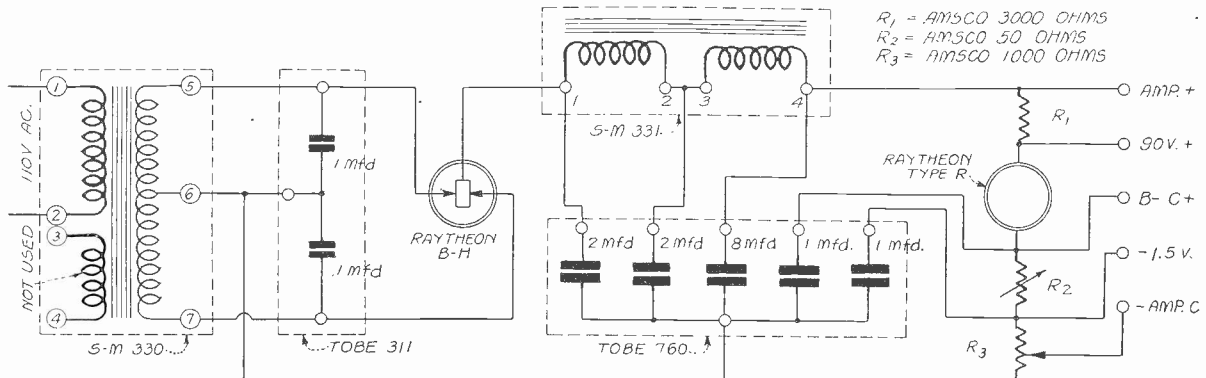 R₁ = AMSCO 3000 OHMS
R₂ = AMSCO 50 OHMS
R₃ = AMSCO 1000 OHMS
110V AC.
NOT USED
1
2
3
4
5
6
7
S-M 330
.1 mfd
.1 mfd
TOBE 311
RAYTHEON
B-H
1
2
3
4
S-M 331
2 mfd
2 mfd
8 mfd
1 mfd.
1 mfd.
TOBE 760
RAYTHEON
TYPE R
R₁
R₂
R₃
AMP. +
90V. +
B- C+
-1.5 V.
-AMP. C